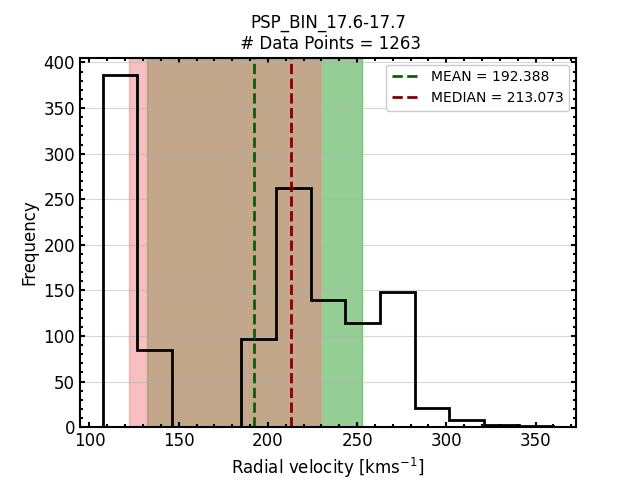 PSP_BIN_17.6-17.7
# Data Points = 1263
MEAN = 192.388
MEDIAN = 213.073
Frequency
400
350
300
250
200
150
100
50
0
100 150 200 250 300 350
Radial velocity [kms⁻¹]